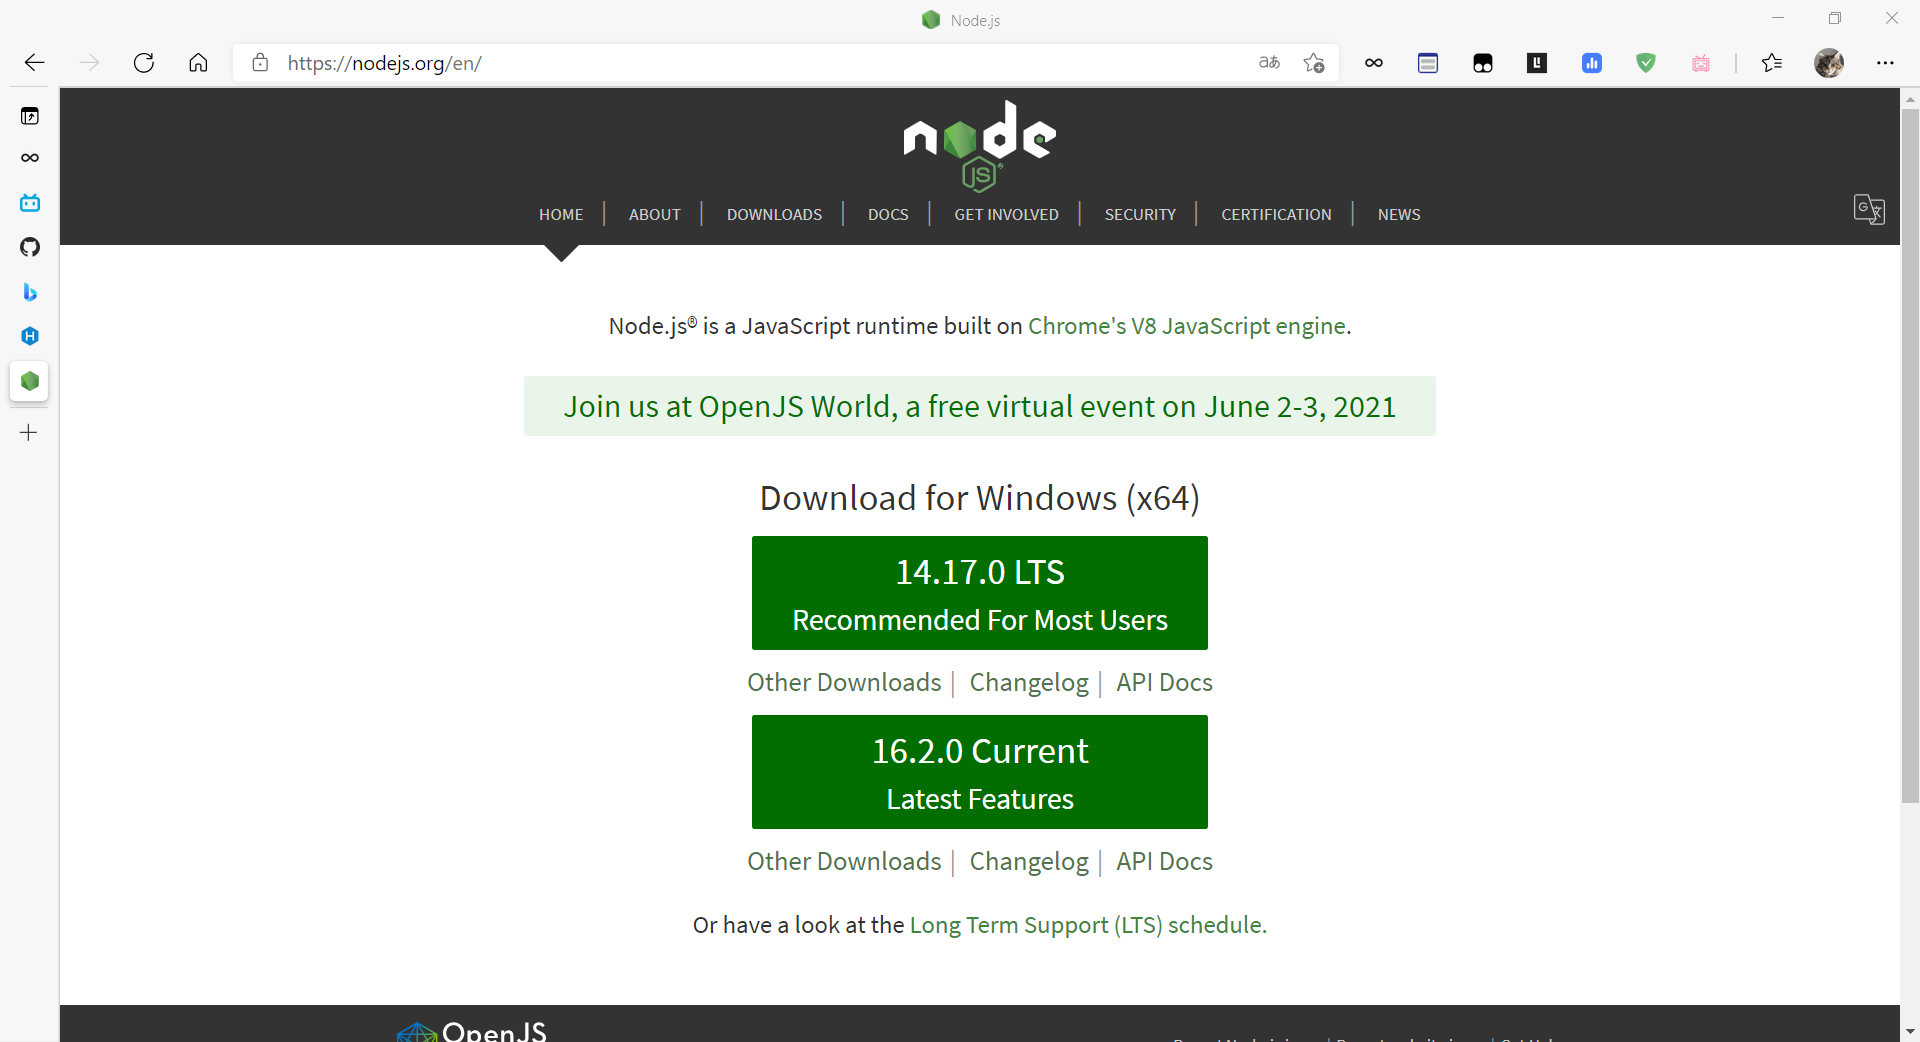 Node.js
https://nodejs.org/en/
node
JS
HOME | ABOUT | DOWNLOADS | DOCS | GET INVOLVED | SECURITY | CERTIFICATION | NEWS
Node.js® is a JavaScript runtime built on Chrome's V8 JavaScript engine.
Join us at OpenJS World, a free virtual event on June 2-3, 2021
Download for Windows (x64)
14.17.0 LTS
Recommended For Most Users
Other Downloads | Changelog | API Docs
16.2.0 Current
Latest Features
Other Downloads | Changelog | API Docs
Or have a look at the Long Term Support (LTS) schedule.
OpenJS